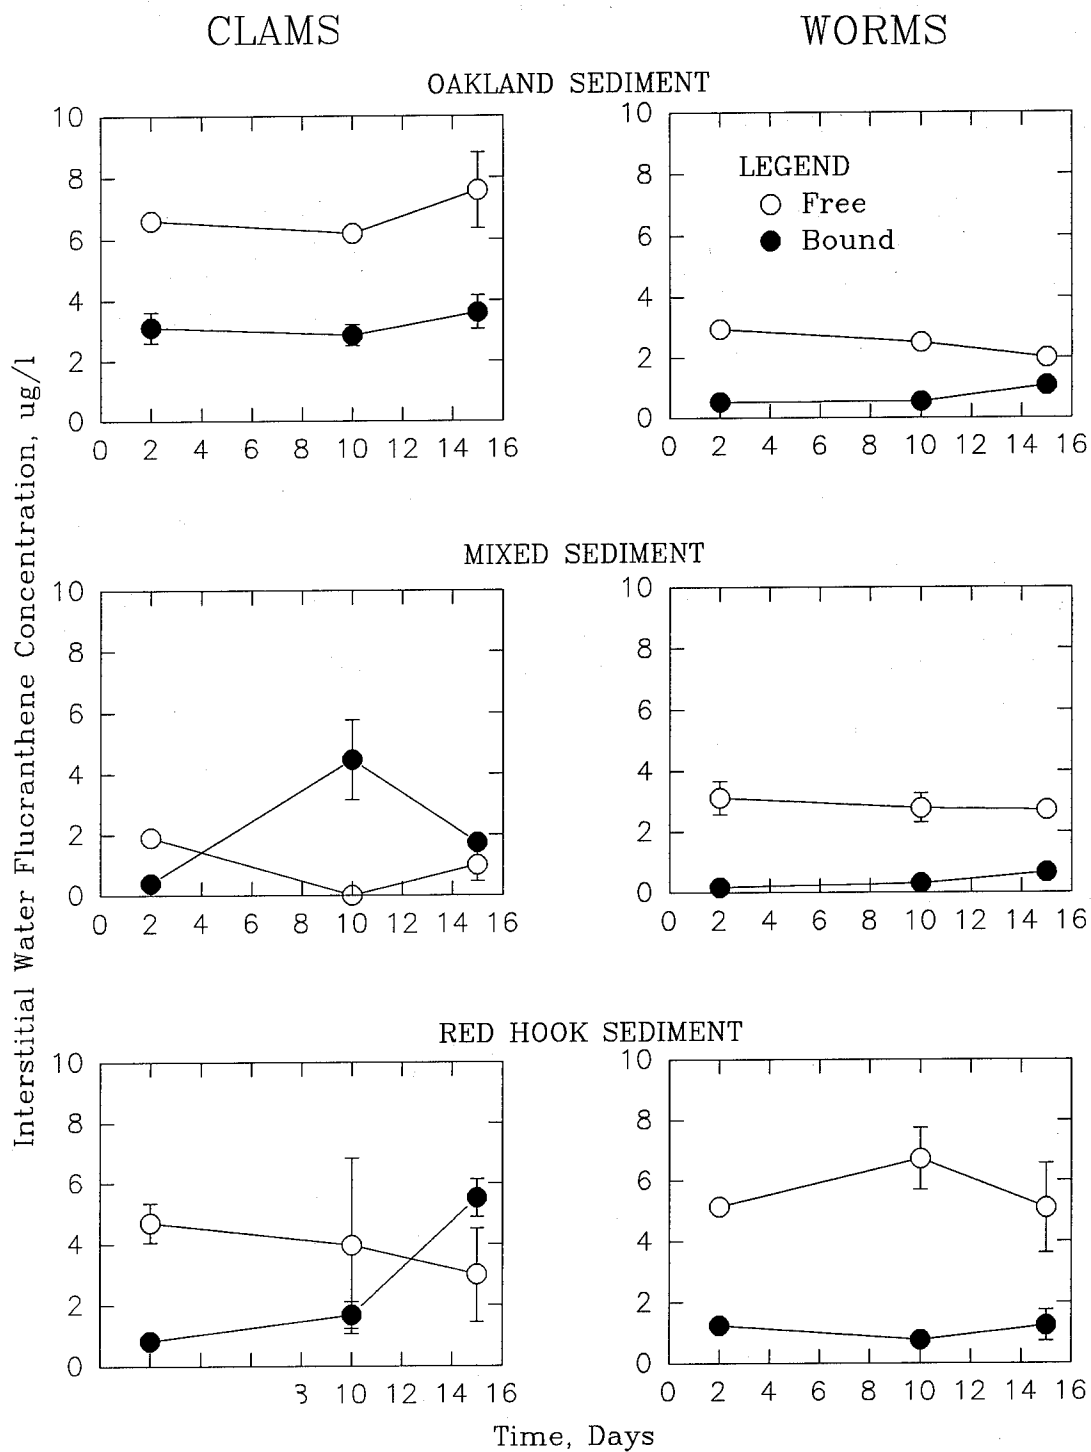 CLAMS WORMS
OAKLAND SEDIMENT
10 10
8 8
6 6
4 4
2 2
0 0
LEGEND
Free
Bound
0 2 4 6 8 10 12 14 16 0 2 4 6 8 10 12 14 16
MIXED SEDIMENT
10 10
8 8
6 6
4 4
2 2
0 0
0 2 4 6 8 10 12 14 16 0 2 4 6 8 10 12 14 16
RED HOOK SEDIMENT
10 10
8 8
6 6
4 4
2 2
0 0
10 12 14 16 0 2 4 6 8 10 12 14 16
Time, Days
Interstitial Water Flucranthene Concentration, ug/l